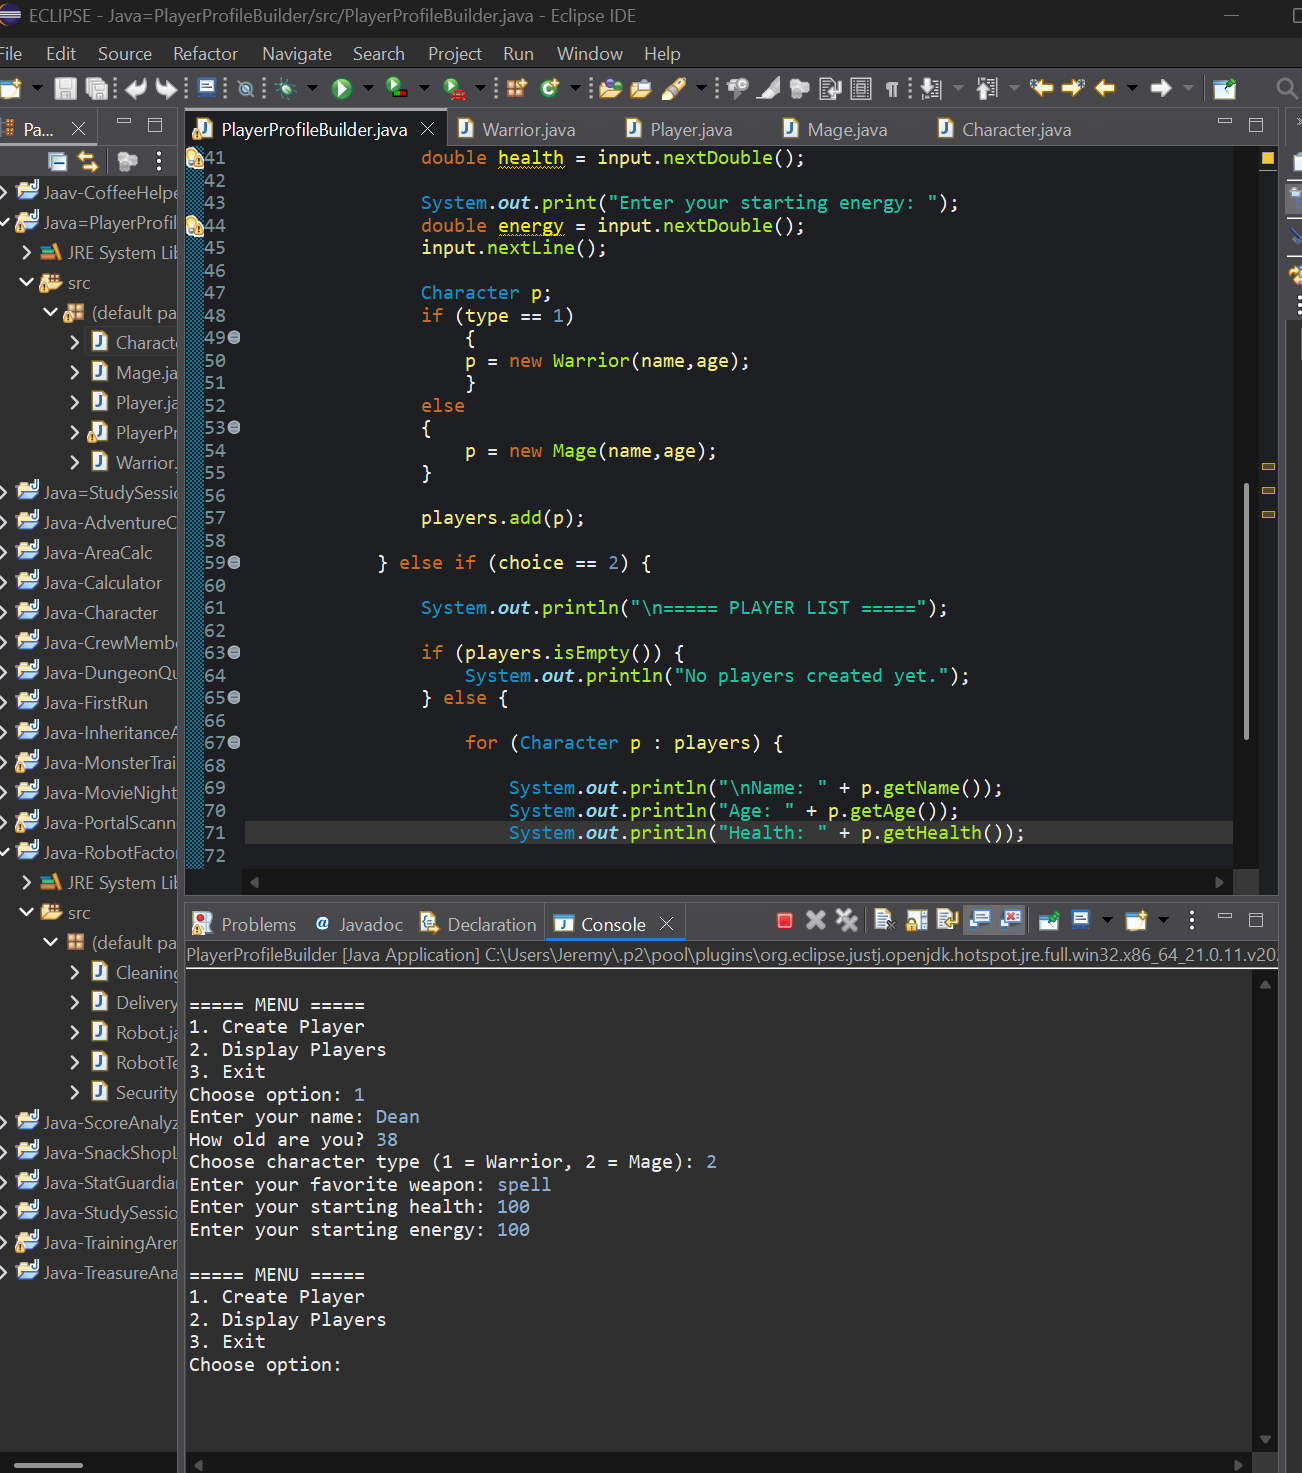 ECLIPSE - Java=PlayerProfileBuilder/src/PlayerProfileBuilder.java - Eclipse IDE
File Edit Source Refactor Navigate Search Project Run Window Help
Pa...
PlayerProfileBuilder.java Warrior.java Player.java Mage.java Character.java
Jaav-CoffeeHelpe
Java=PlayerProfil
JRE System Lib
src
(default pa
Charact
Mage.ja
Player.ja
PlayerPr
Warrior.
Java=StudySessio
Java-AdventureC
Java-AreaCalc
Java-Calculator
Java-Character
Java-CrewMembe
Java-DungeonQu
Java-FirstRun
Java-InheritanceA
Java-MonsterTrai
Java-MovieNight
Java-PortalScann
Java-RobotFacto
JRE System Lib
src
(default pa
Cleaning
Delivery
Robot.ja
RobotTe
Security
Java-ScoreAnalyz
Java-SnackShopL
Java-StatGuardia
Java-StudySessio
Java-TrainingAren
Java-TreasureAna
41 double health = input.nextDouble();
42
43 System.out.print("Enter your starting energy: ");
44 double energy = input.nextDouble();
45 input.nextLine();
46
47 Character p;
48 if (type == 1)
49 {
50 p = new Warrior(name,age);
51 }
52 else
53 {
54 p = new Mage(name,age);
55 }
56
57 players.add(p);
58
59 } else if (choice == 2) {
60
61 System.out.println("\n===== PLAYER LIST =====");
62
63 if (players.isEmpty()) {
64 System.out.println("No players created yet.");
65 } else {
66
67 for (Character p : players) {
68
69 System.out.println("\nName: " + p.getName());
70 System.out.println("Age: " + p.getAge());
71 System.out.println("Health: " + p.getHealth());
72
Problems Javadoc Declaration Console
PlayerProfileBuilder [Java Application] C:\Users\Jeremy\.p2\pool\plugins\org.eclipse.justj.openjdk.hotspot.jre.full.win32.x86_64_21.0.11.v20
===== MENU =====
1. Create Player
2. Display Players
3. Exit
Choose option: 1
Enter your name: Dean
How old are you? 38
Choose character type (1 = Warrior, 2 = Mage): 2
Enter your favorite weapon: spell
Enter your starting health: 100
Enter your starting energy: 100
===== MENU =====
1. Create Player
2. Display Players
3. Exit
Choose option: